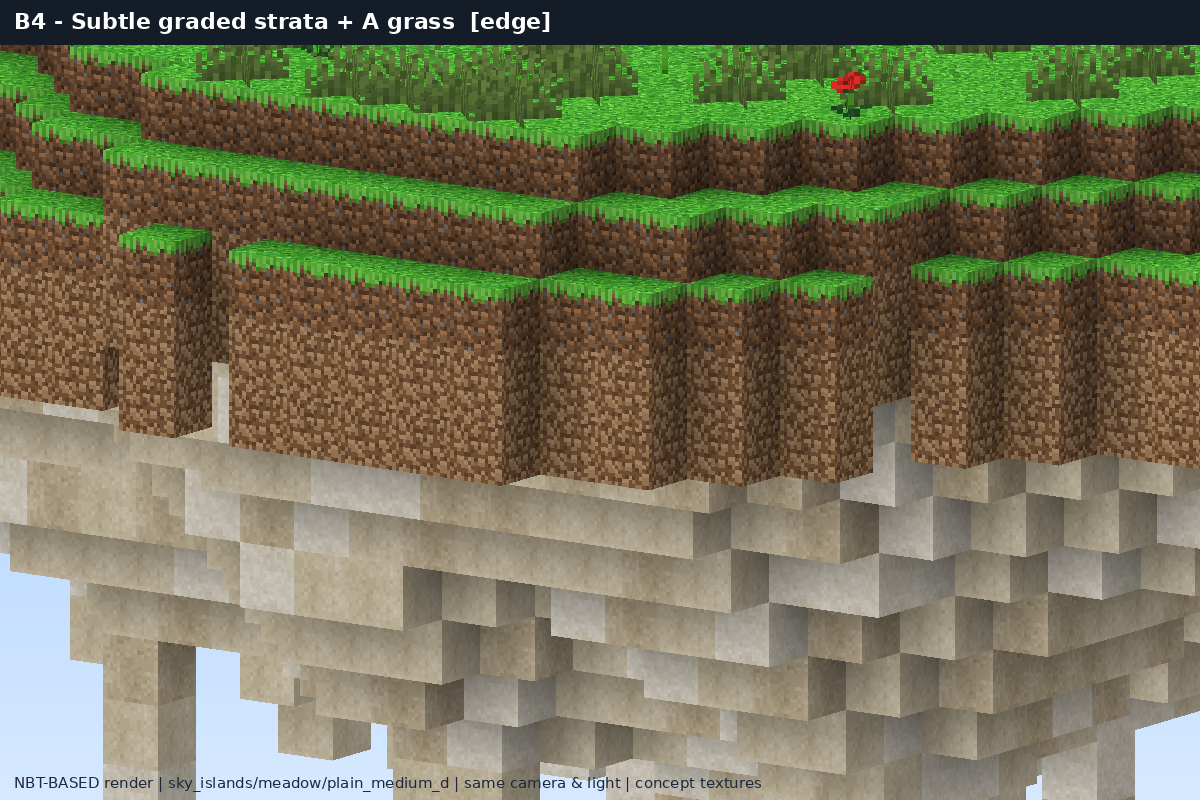 B4 - Subtle graded strata + A grass [edge]
NBT-BASED render | sky_islands/meadow/plain_medium_d | same camera & light | concept textures